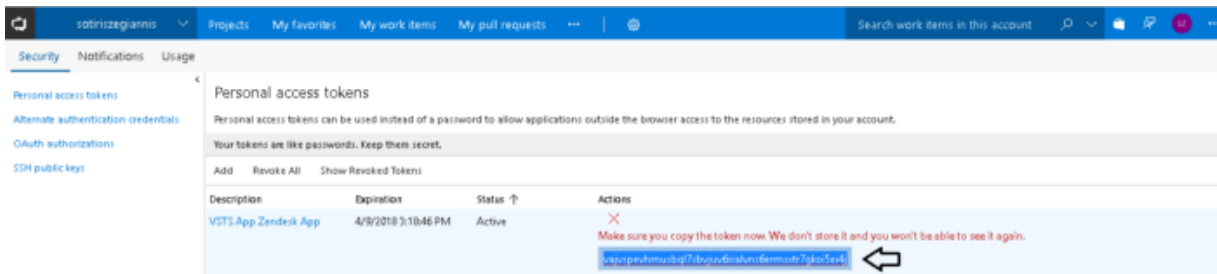 sotiriszegiannis Projects My favorites My work items My pull requests ... Search work items in this account SZ ...
Security Notifications Usage
Personal access tokens
Alternate authentication credentials
OAuth authorizations
SSH public keys
Personal access tokens
Personal access tokens can be used instead of a password to allow applications outside the browser access to the resources stored in your account.
Your tokens are like passwords. Keep them secret.
Add Revoke All Show Revoked Tokens
Description Expiration Status ↑ Actions
VSTS App Zendesk App 4/9/2018 3:18:46 PM Active
Make sure you copy the token now. We don't store it and you won't be able to see it again.